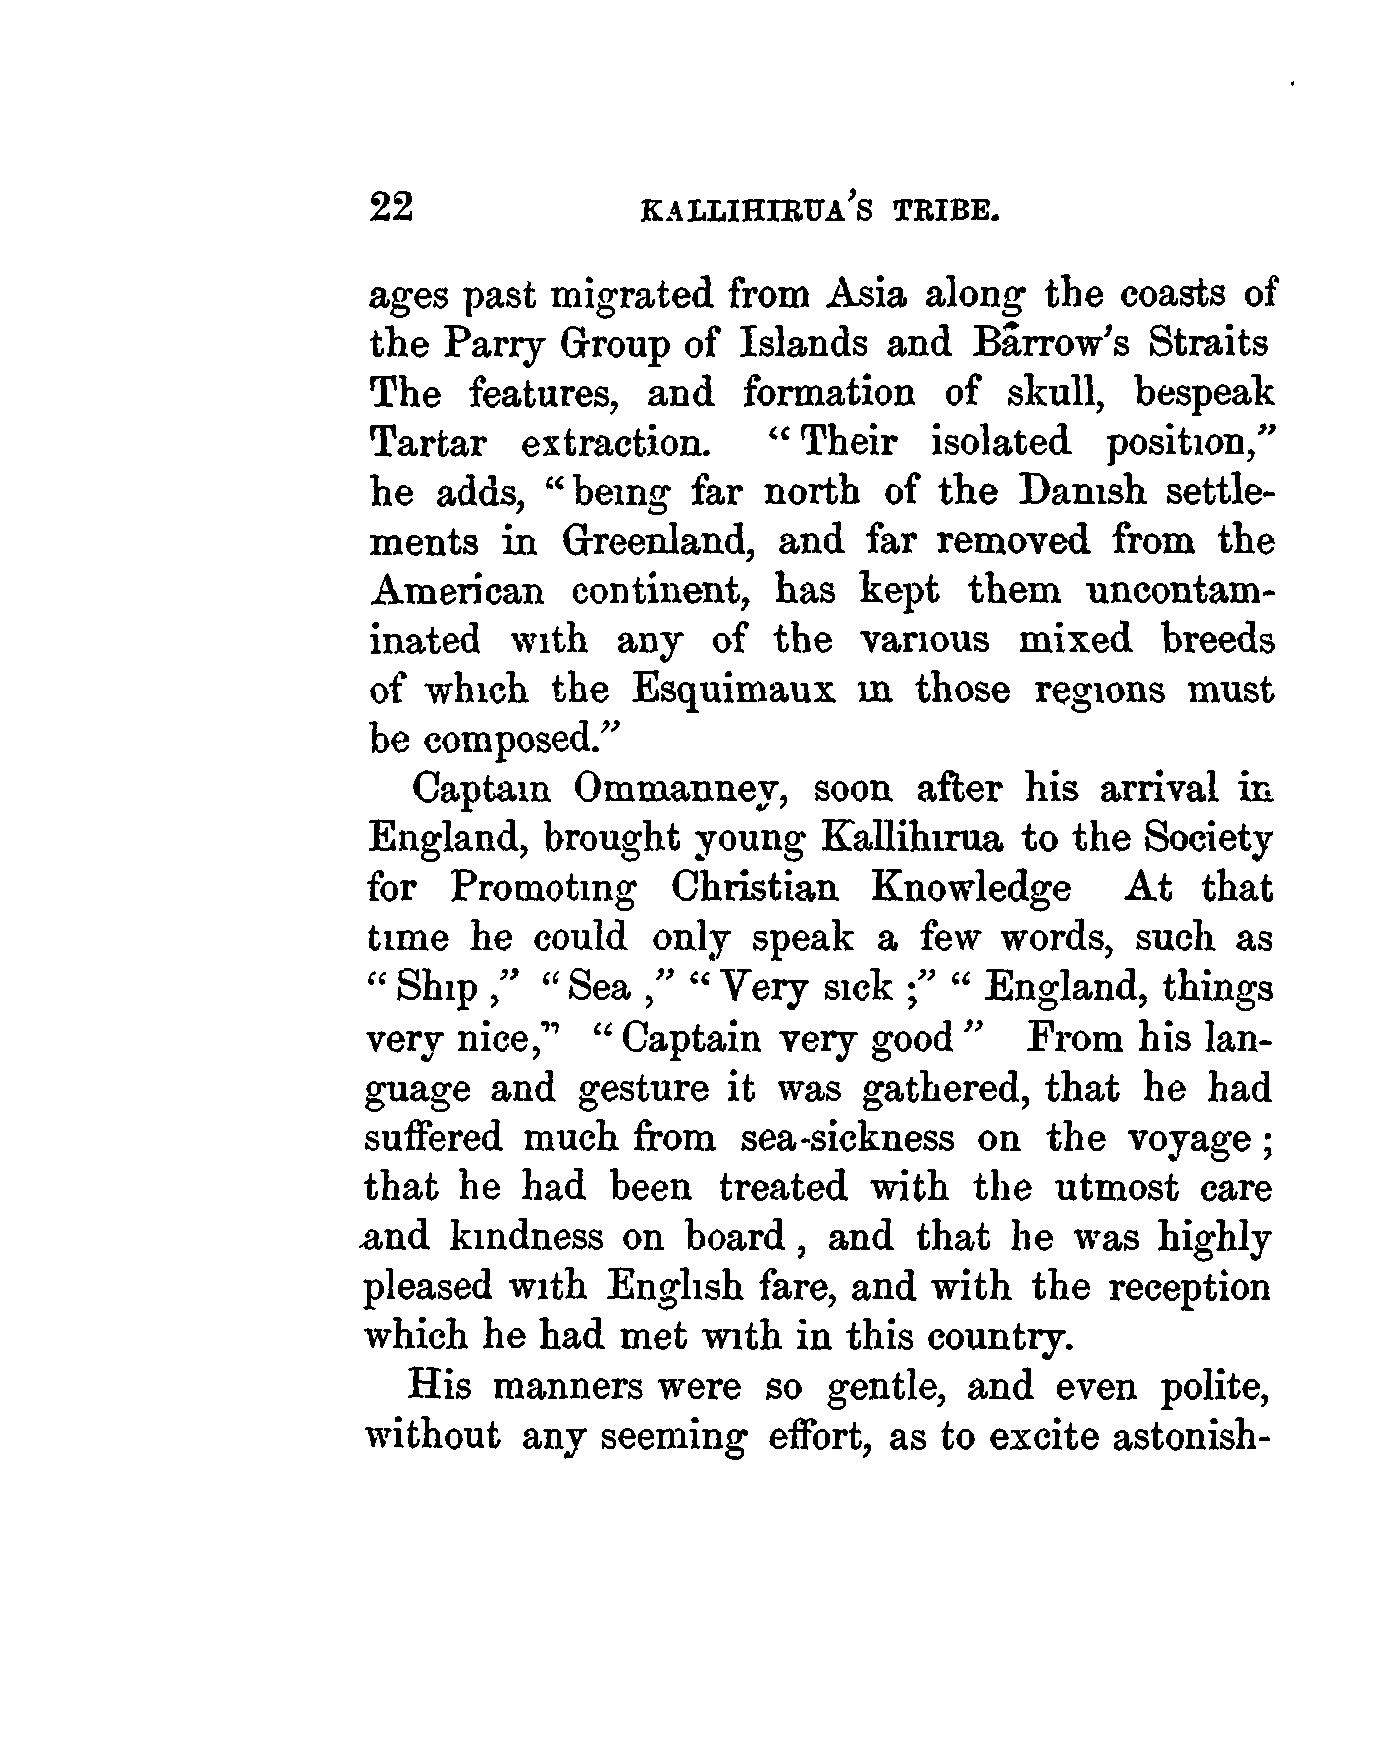 22 KALLIHIRUA'S TRIBE.
ages past migrated from Asia along the coasts of
the Parry Group of Islands and Bârrow's Straits
The features, and formation of skull, bespeak
Tartar extraction. "Their isolated position,"
he adds, "being far north of the Danish settle-
ments in Greenland, and far removed from the
American continent, has kept them uncontam-
inated with any of the various mixed breeds
of which the Esquimaux in those regions must
be composed."
Captain Ommanney, soon after his arrival in
England, brought young Kallihirua to the Society
for Promoting Christian Knowledge At that
time he could only speak a few words, such as
"Ship ," "Sea ," "Very sick ;" "England, things
very nice," "Captain very good" From his lan-
guage and gesture it was gathered, that he had
suffered much from sea-sickness on the voyage ;
that he had been treated with the utmost care
and kindness on board , and that he was highly
pleased with English fare, and with the reception
which he had met with in this country.
His manners were so gentle, and even polite,
without any seeming effort, as to excite astonish-